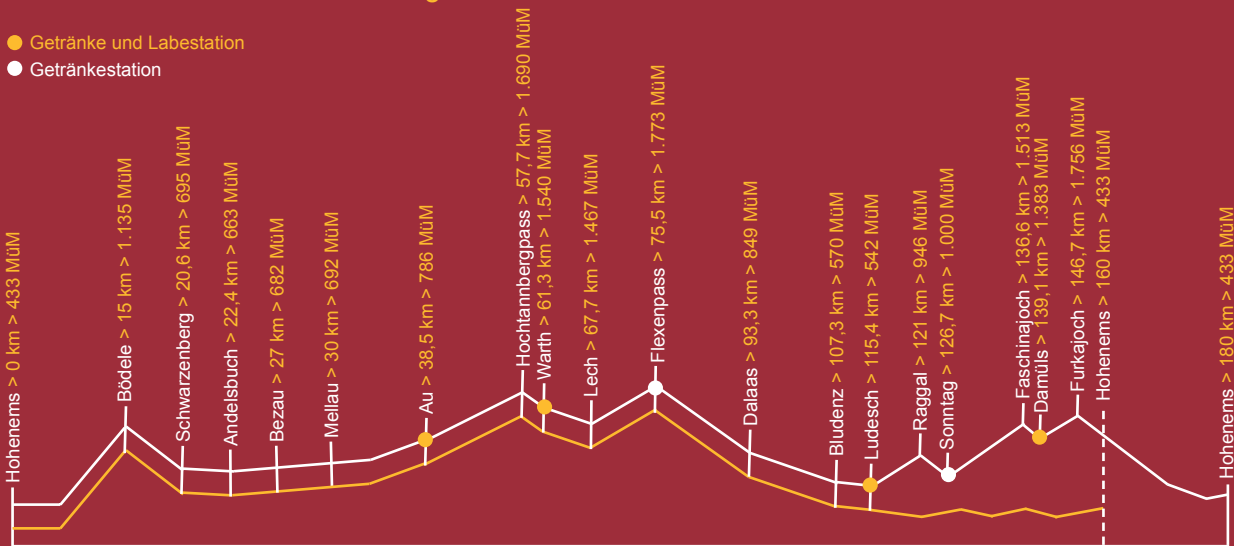 Getränke und Labestation
Getränkestation
Hohenems > 0 km > 433 MüM
Bödele > 15 km > 1.135 MüM
Schwarzenberg > 20,6 km > 695 MüM
Andelsbuch > 22,4 km > 663 MüM
Bezau > 27 km > 682 MüM
Mellau > 30 km > 692 MüM
Au > 38,5 km > 786 MüM
Hochtannbergpass > 57,7 km > 1.690 MüM
Warth > 61,3 km > 1.540 MüM
Lech > 67,7 km > 1.467 MüM
Flexenpass > 75,5 km > 1.773 MüM
Dalaas > 93,3 km > 849 MüM
Bludenz > 107,3 km > 570 MüM
Ludesch > 115,4 km > 542 MüM
Raggal > 121 km > 946 MüM
Sonntag > 126,7 km > 1.000 MüM
Faschinajoch > 136,6 km > 1.513 MüM
Damüls > 139,1 km > 1.383 MüM
Furkajoch > 146,7 km > 1.756 MüM
Hohenems > 160 km > 433 MüM
Hohenems > 180 km > 433 MüM